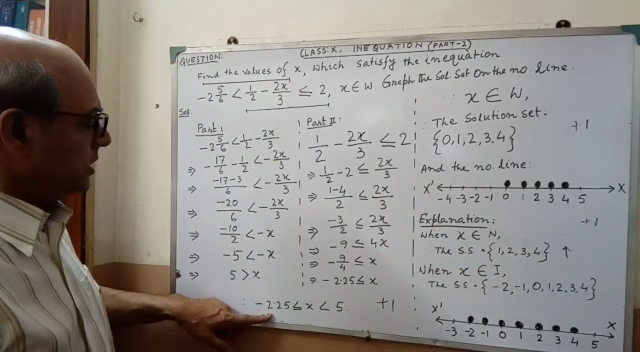 CLASS: X, INEQUATION (PART-2)
QUESTION:
Find the values of x, which satisfy the inequation
-2 5/6 < 1/2 - 2x/3 ≤ 2, x ∈ W. Graph the Sol. Set On the no. line.
Sol:
Part I
-2 5/6 < 1/2 - 2x/3
⇒ -17/6 - 1/2 < -2x/3
⇒ -17-3/6 < -2x/3
⇒ -20/6 < -2x/3
⇒ -10/2 < -x
⇒ -5 < -x
⇒ 5 > x
Part II:
1/2 - 2x/3 ≤ 2
⇒ 1/2 - 2 ≤ 2x/3
⇒ 1-4/2 ≤ 2x/3
⇒ -3/2 ≤ 2x/3
⇒ -9 ≤ 4x
⇒ -9/4 ≤ x
⇒ -2.25 ≤ x
∴ -2.25 ≤ x < 5. +1
∵ x ∈ W,
The Solution Set.
{0,1,2,3,4} +1
And the no. line:
X' -4 -3 -2 -1 0 1 2 3 4 5 X
Explanation: +1
When x ∈ N,
The S.S = {1,2,3,4} ↑
When x ∈ I,
The S.S = {-2,-1,0,1,2,3,4}
X' -3 -2 -1 0 1 2 3 4 5 X